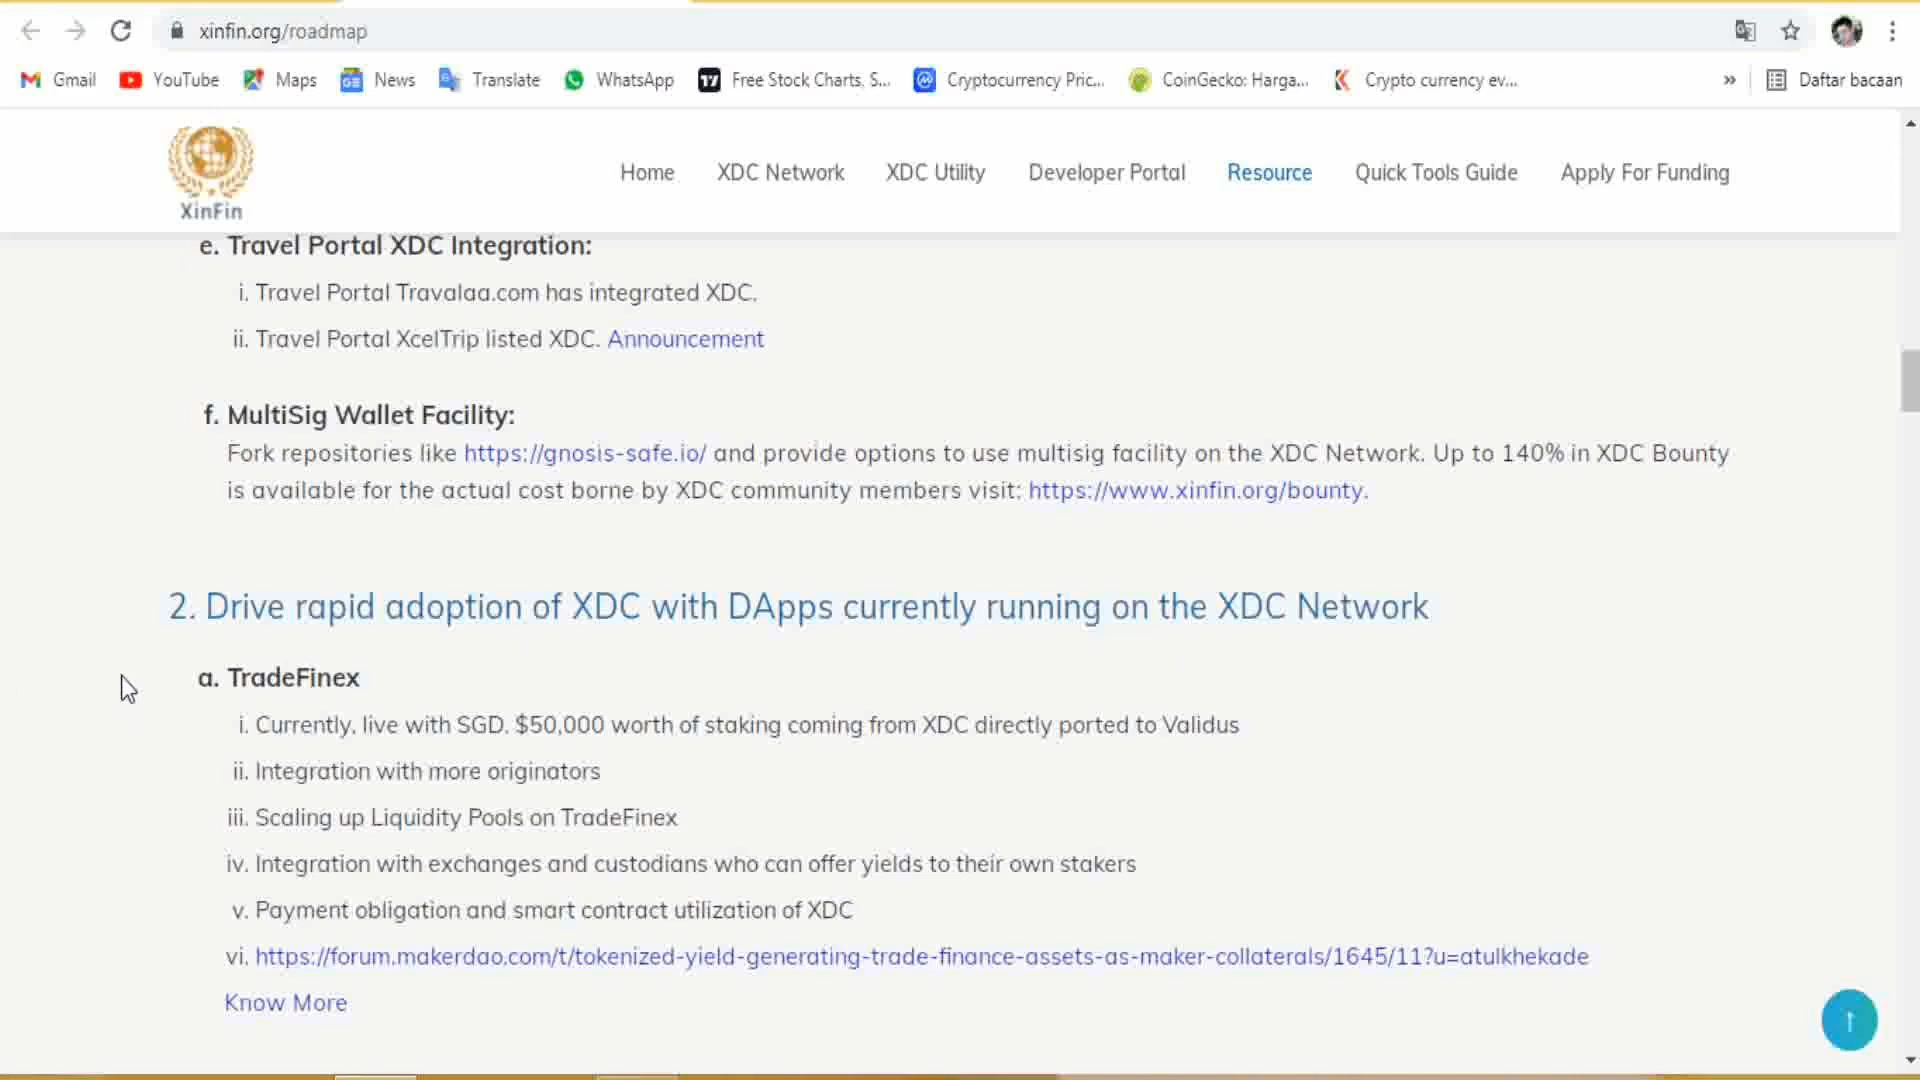 xinfin.org/roadmap
Gmail YouTube Maps News Translate WhatsApp Free Stock Charts, S... Cryptocurrency Pric... CoinGecko: Harga... Crypto currency ev... » Daftar bacaan
XinFin
Home XDC Network XDC Utility Developer Portal Resource Quick Tools Guide Apply For Funding
e. Travel Portal XDC Integration:
i. Travel Portal Travalaa.com has integrated XDC.
ii. Travel Portal XcelTrip listed XDC. Announcement
f. MultiSig Wallet Facility:
Fork repositories like https://gnosis-safe.io/ and provide options to use multisig facility on the XDC Network. Up to 140% in XDC Bounty
is available for the actual cost borne by XDC community members visit: https://www.xinfin.org/bounty.
2. Drive rapid adoption of XDC with DApps currently running on the XDC Network
a. TradeFinex
i. Currently, live with SGD. $50,000 worth of staking coming from XDC directly ported to Validus
ii. Integration with more originators
iii. Scaling up Liquidity Pools on TradeFinex
iv. Integration with exchanges and custodians who can offer yields to their own stakers
v. Payment obligation and smart contract utilization of XDC
vi. https://forum.makerdao.com/t/tokenized-yield-generating-trade-finance-assets-as-maker-collaterals/1645/11?u=atulkhekade
Know More